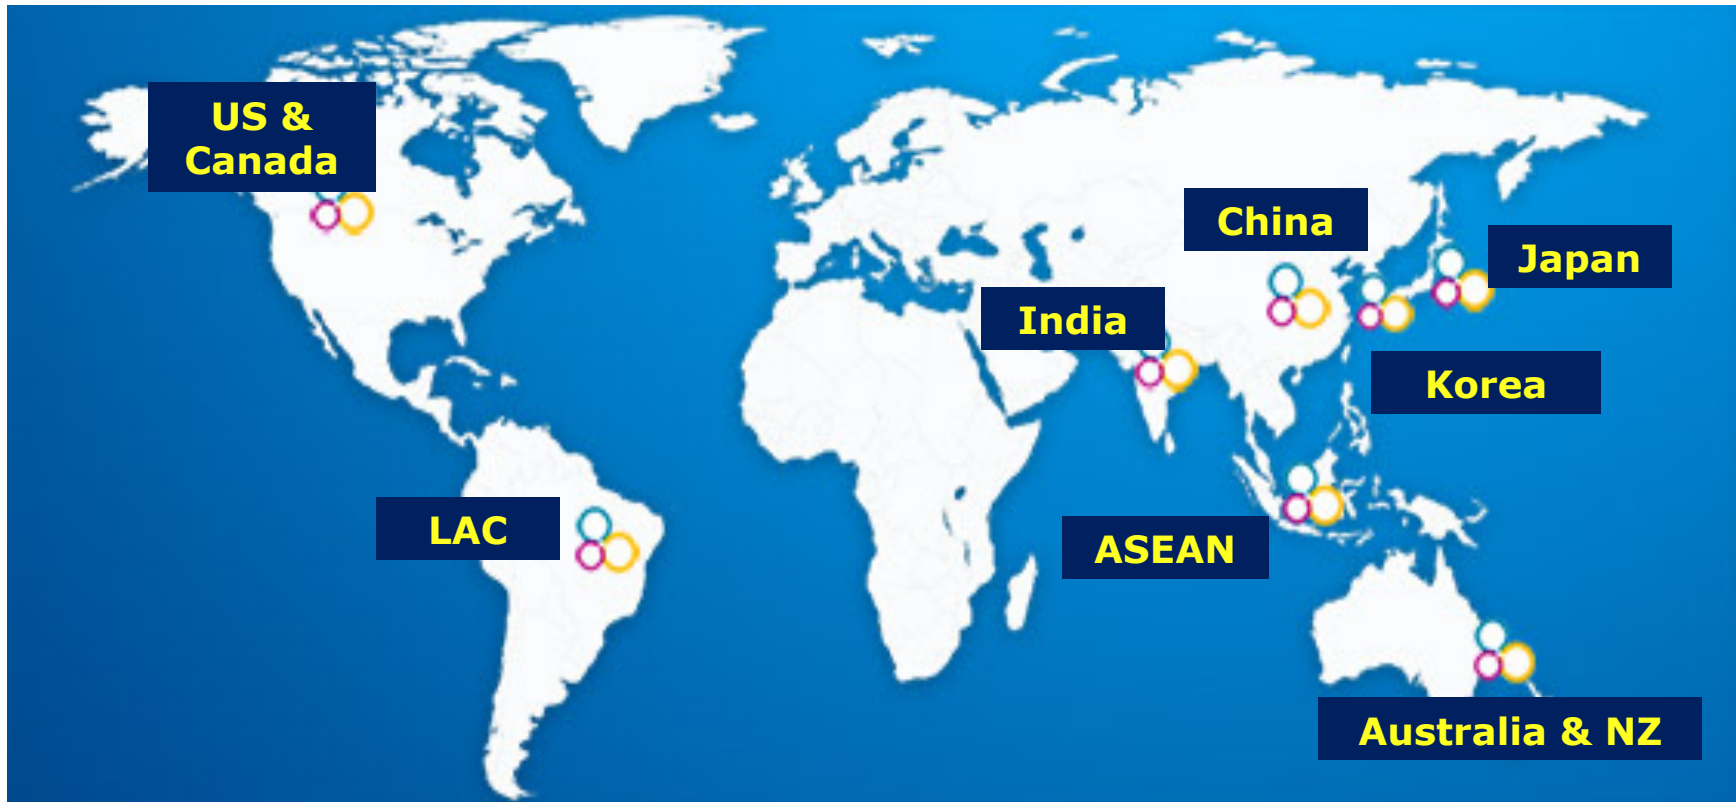 US &
Canada
China
Japan
India
Korea
LAC
ASEAN
Australia & NZ